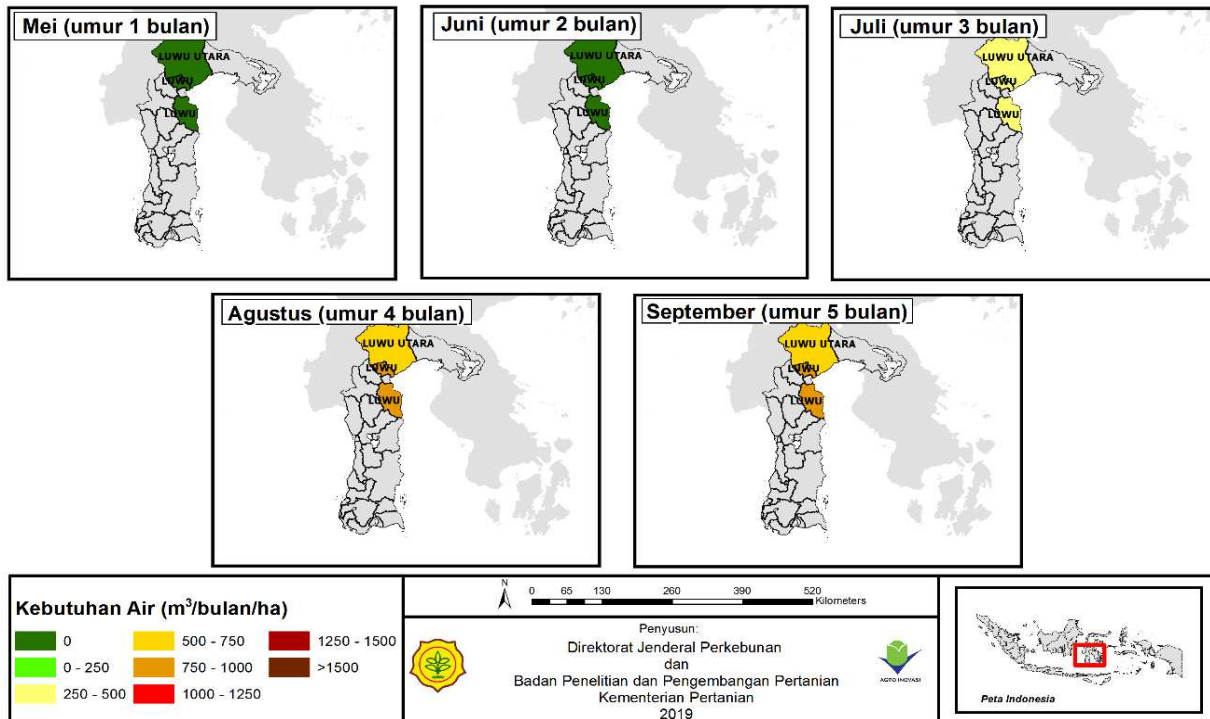 Mei (umur 1 bulan)
LUWU UTARA
LUWU
LUWU
Juni (umur 2 bulan)
LUWU UTARA
LUWU
LUWU
Juli (umur 3 bulan)
LUWU UTARA
LUWU
LUWU
Agustus (umur 4 bulan)
LUWU UTARA
LUWU
LUWU
September (umur 5 bulan)
LUWU UTARA
LUWU
LUWU
Kebutuhan Air (m³/bulan/ha)
0
0 - 250
250 - 500
500 - 750
750 - 1000
1000 - 1250
1250 - 1500
>1500
N
0 65 130 260 390 520
Kilometers
Penyusun:
Direktorat Jenderal Perkebunan
dan
Badan Penelitian dan Pengembangan Pertanian
Kementerian Pertanian
2019
AGRO INOVASI
Peta Indonesia